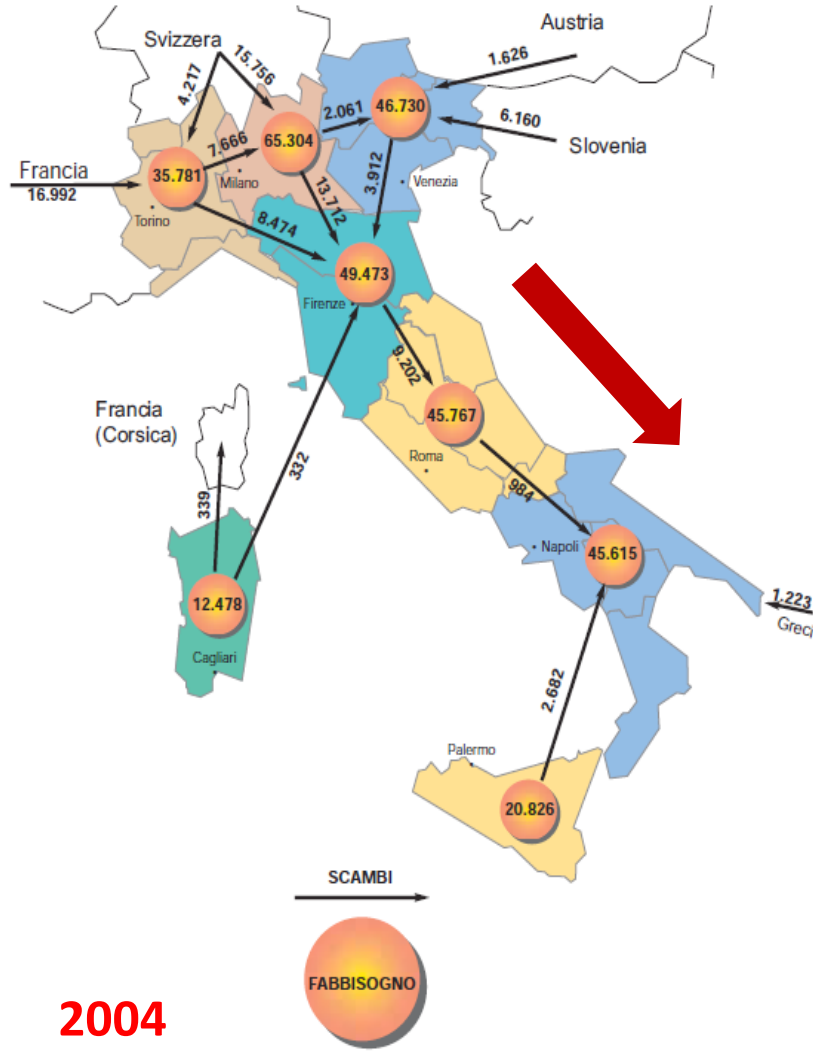 Svizzera
Austria
4.217
15.756
1.626
2.061
46.730
6.160
Slovenia
7.666
65.304
3.912
Francia
16.992
35.781
Milano
Venezia
Torino
13.712
8.474
49.473
Firenze
9.202
Francia
(Corsica)
45.767
Roma
332
339
984
Napoli
45.615
12.478
1.223
Greci
Cagliari
2.682
Palermo
20.826
SCAMBI
FABBISOGNO
2004